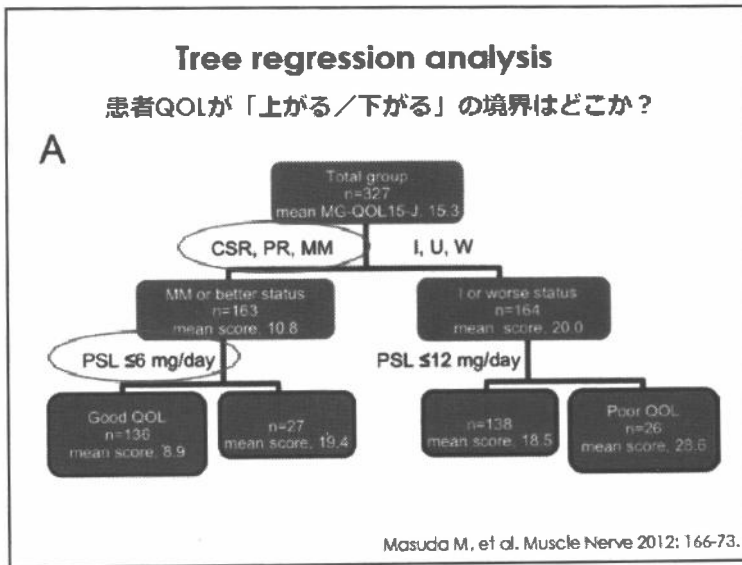 Tree regression analysis
患者QOLが「上がる／下がる」の境界はどこか？
A
Total group
n=327
mean MG-QOL15-J, 15.3
CSR, PR, MM
I, U, W
MM or better status
n=163
mean score, 10.8
I or worse status
n=164
mean score, 20.0
PSL ≤6 mg/day
PSL ≤12 mg/day
Good QOL
n=136
mean score, 8.9
n=27
mean score, 19.4
n=138
mean score, 18.5
Poor QOL
n=26
mean score, 28.6
Masuda M, et al. Muscle Nerve 2012: 166-73.